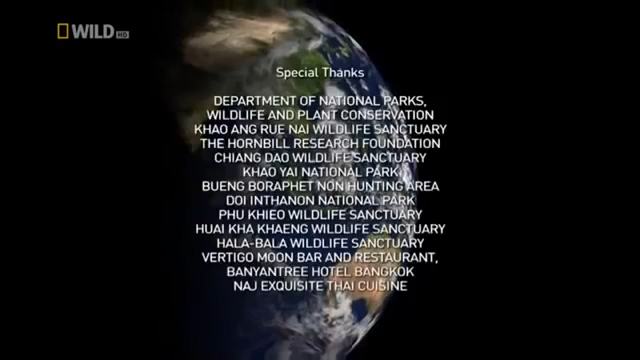 WILD HD
Special Thanks
DEPARTMENT OF NATIONAL PARKS,
WILDLIFE AND PLANT CONSERVATION
KHAO ANG RUE NAI WILDLIFE SANCTUARY
THE HORNBILL RESEARCH FOUNDATION
CHIANG DAO WILDLIFE SANCTUARY
KHAO YAI NATIONAL PARK
BUENG BORAPHET NON HUNTING AREA
DOI INTHANON NATIONAL PARK
PHU KHIEO WILDLIFE SANCTUARY
HUAI KHA KHAENG WILDLIFE SANCTUARY
HALA-BALA WILDLIFE SANCTUARY
VERTIGO MOON BAR AND RESTAURANT,
BANYANTREE HOTEL BANGKOK
NAJ EXQUISITE THAI CUISINE